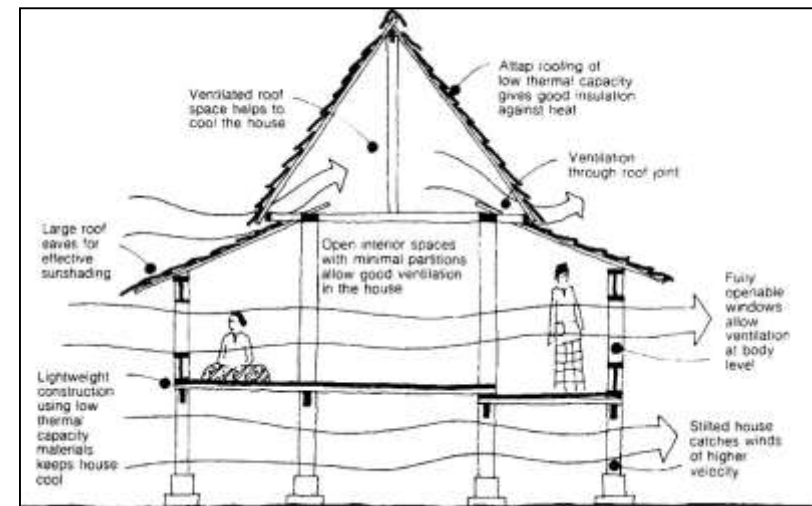 Attap roofing of
low thermal capacity
gives good insulation
against heat
Ventilated roof
space helps to
cool the house
Ventilation
through roof joint
Large roof
eaves for
effective
sunshading
Open interior spaces
with minimal partitions
allow good ventilation
in the house
Fully
openable
windows
allow
ventilation
at body
level
Lightweight
construction
using low
thermal
capacity
materials
keeps house
cool
Stilted house
catches winds
of higher
velocity